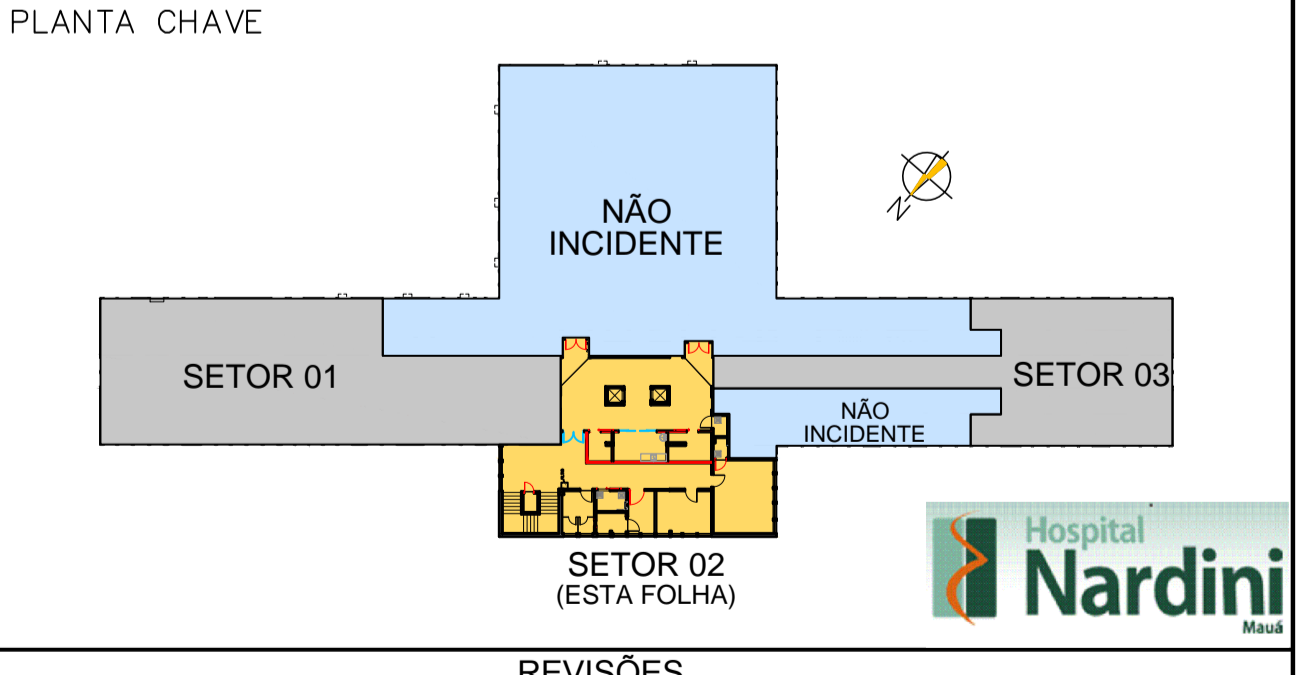 PLANTA CHAVE
NÃO
INCIDENTE
N
SETOR 01
SETOR 03
NÃO
INCIDENTE
SETOR 02
(ESTA FOLHA)
Hospital
Nardini
Mauá
REVISÕES